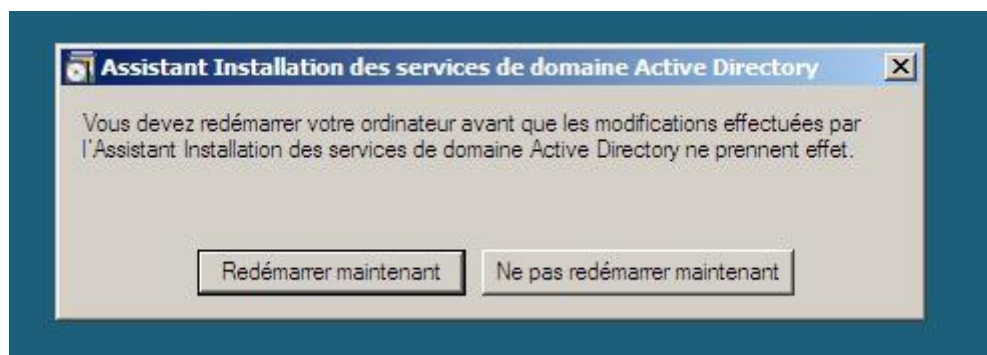 Assistant Installation des services de domaine Active Directory
Vous devez redémarrer votre ordinateur avant que les modifications effectuées par
l'Assistant Installation des services de domaine Active Directory ne prennent effet.
Redémarrer maintenant Ne pas redémarrer maintenant